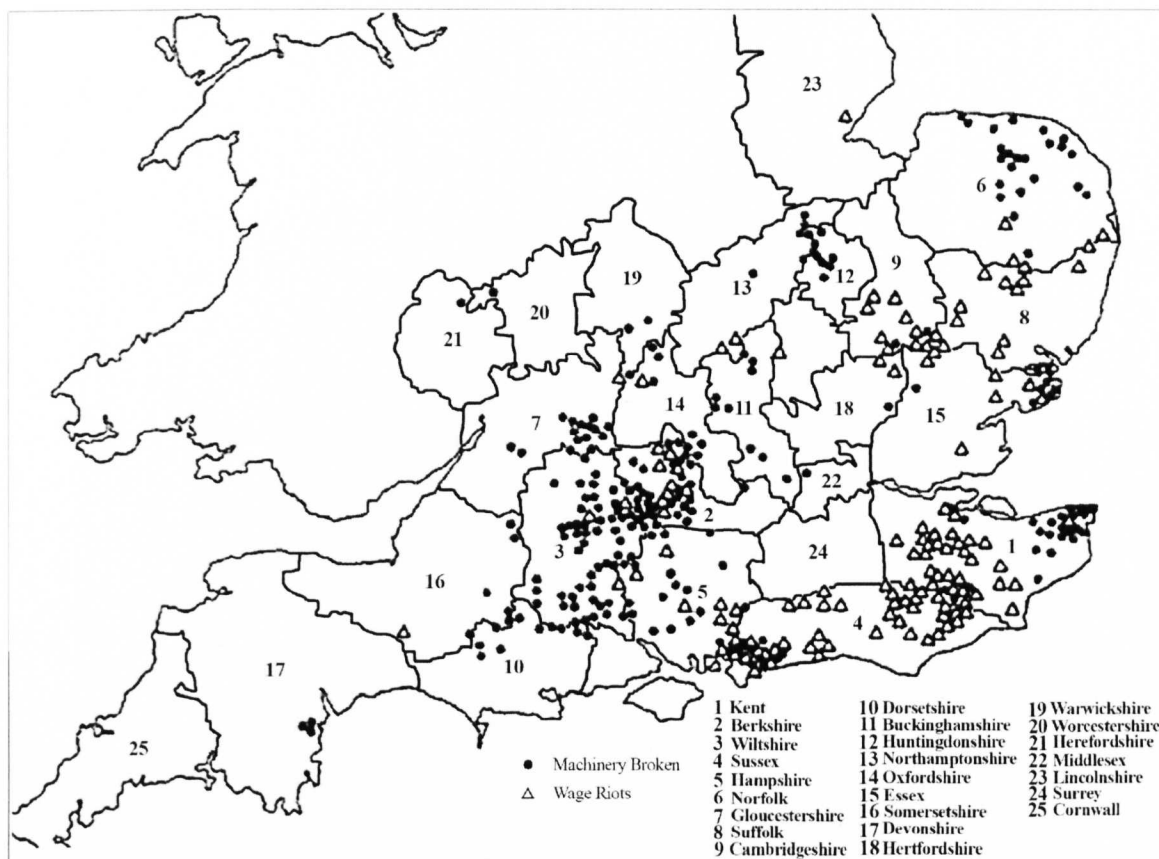 23
6
9
19
12
13
20
8
21
11
18
14
15
7
22
2
1
3
24
16
5
4
10
17
25
Machinery Broken
Wage Riots
1 Kent
2 Berkshire
3 Wiltshire
4 Sussex
5 Hampshire
6 Norfolk
7 Gloucestershire
8 Suffolk
9 Cambridgeshire
10 Dorsetshire
11 Buckinghamshire
12 Huntingdonshire
13 Northamptonshire
14 Oxfordshire
15 Essex
16 Somersetshire
17 Devonshire
18 Hertfordshire
19 Warwickshire
20 Worcestershire
21 Herefordshire
22 Middlesex
23 Lincolnshire
24 Surrey
25 Cornwall